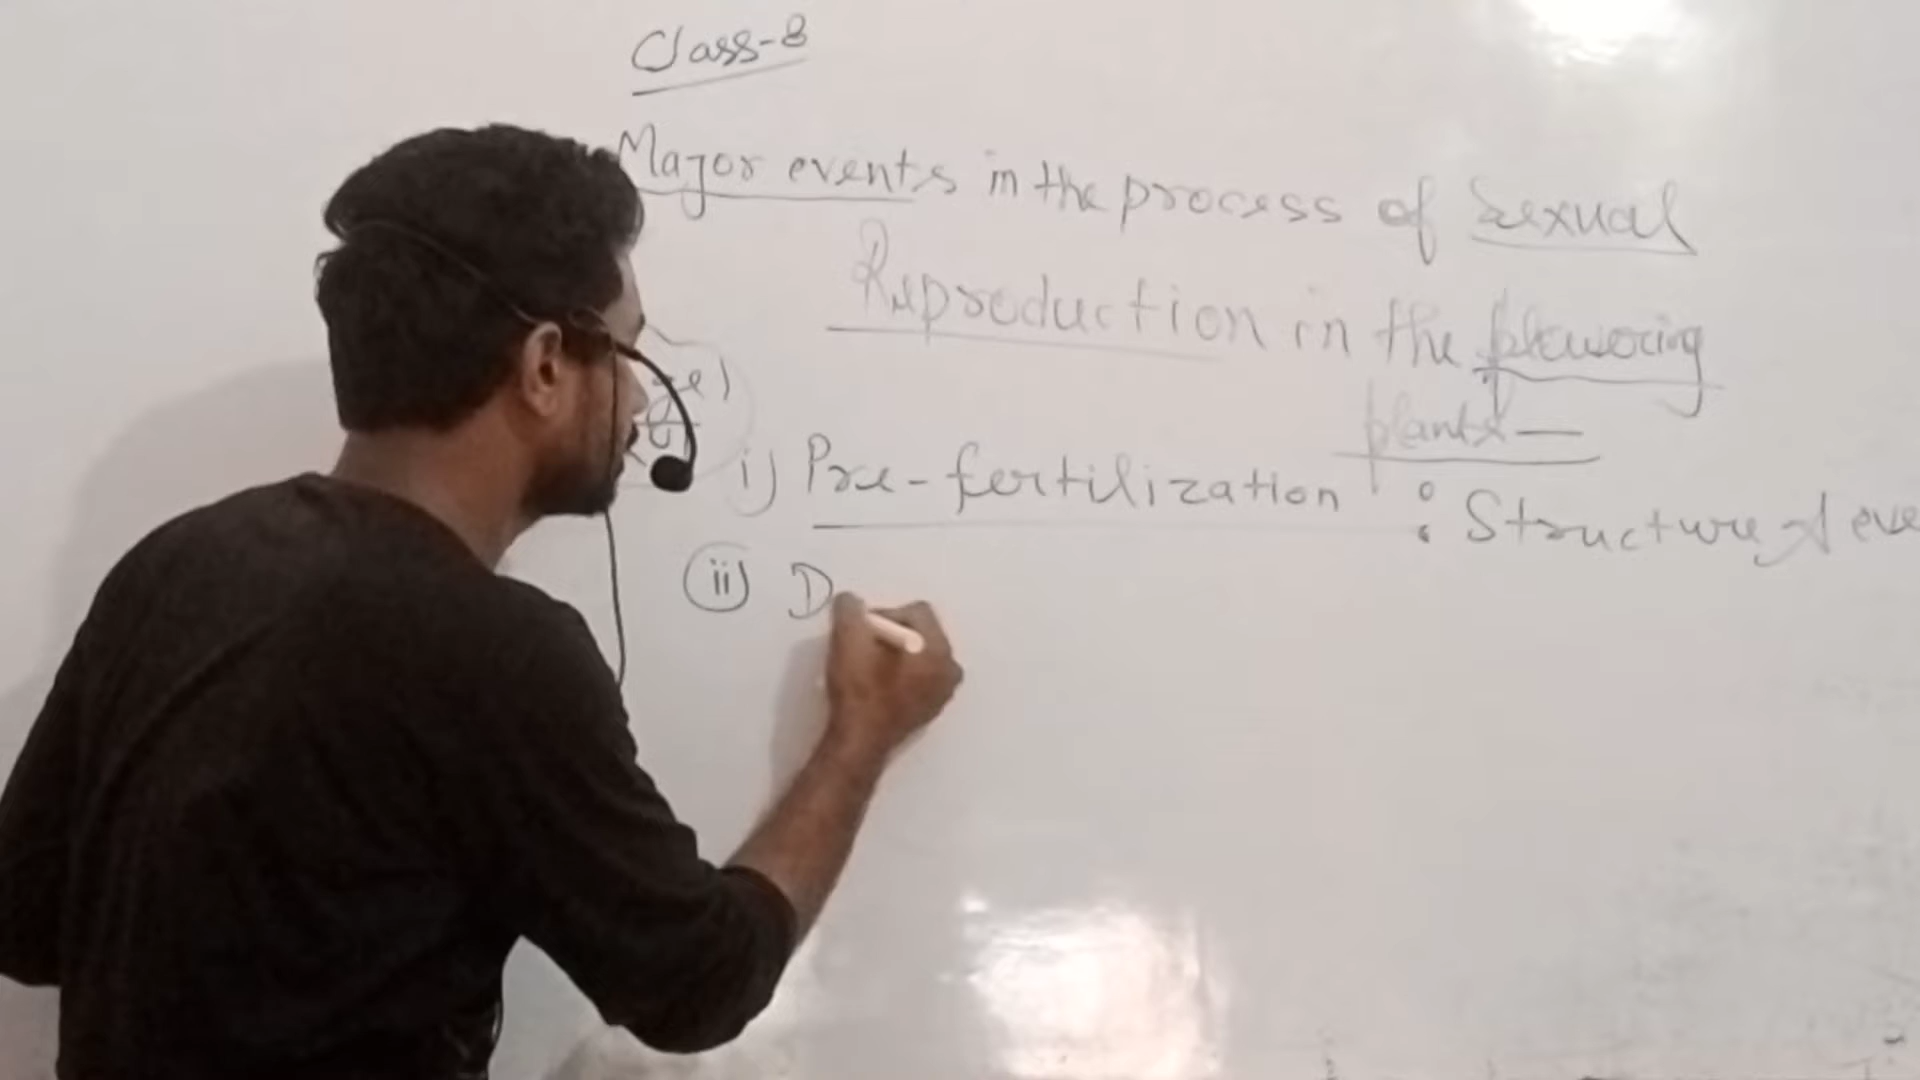 Class-8
Major events in the process of Sexual
Reproduction in the flowering
plants —
i) Pre-fertilization : Structure & eve
ii) D